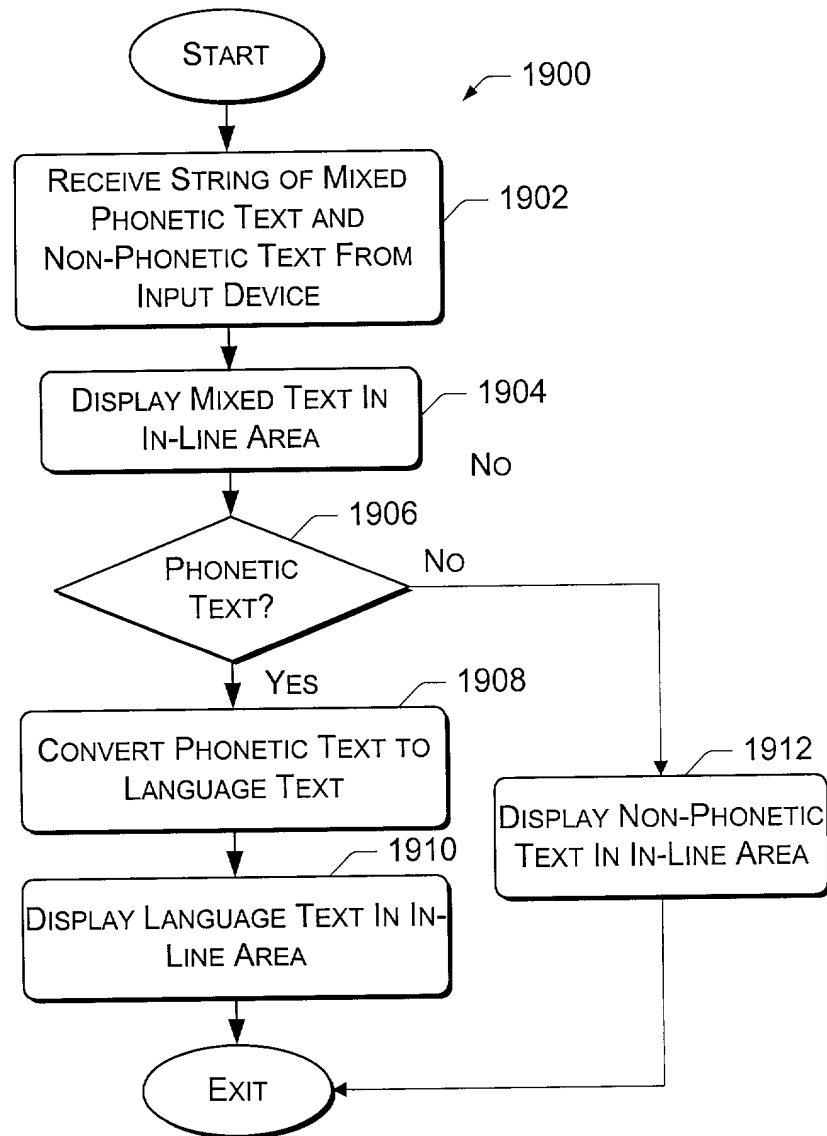 START
1900
RECEIVE STRING OF MIXED
PHONETIC TEXT AND
NON-PHONETIC TEXT FROM
INPUT DEVICE
1902
DISPLAY MIXED TEXT IN
IN-LINE AREA
1904
NO
1906
PHONETIC
TEXT?
NO
YES
1908
CONVERT PHONETIC TEXT TO
LANGUAGE TEXT
1912
DISPLAY NON-PHONETIC
TEXT IN IN-LINE AREA
1910
DISPLAY LANGUAGE TEXT IN IN-
LINE AREA
EXIT